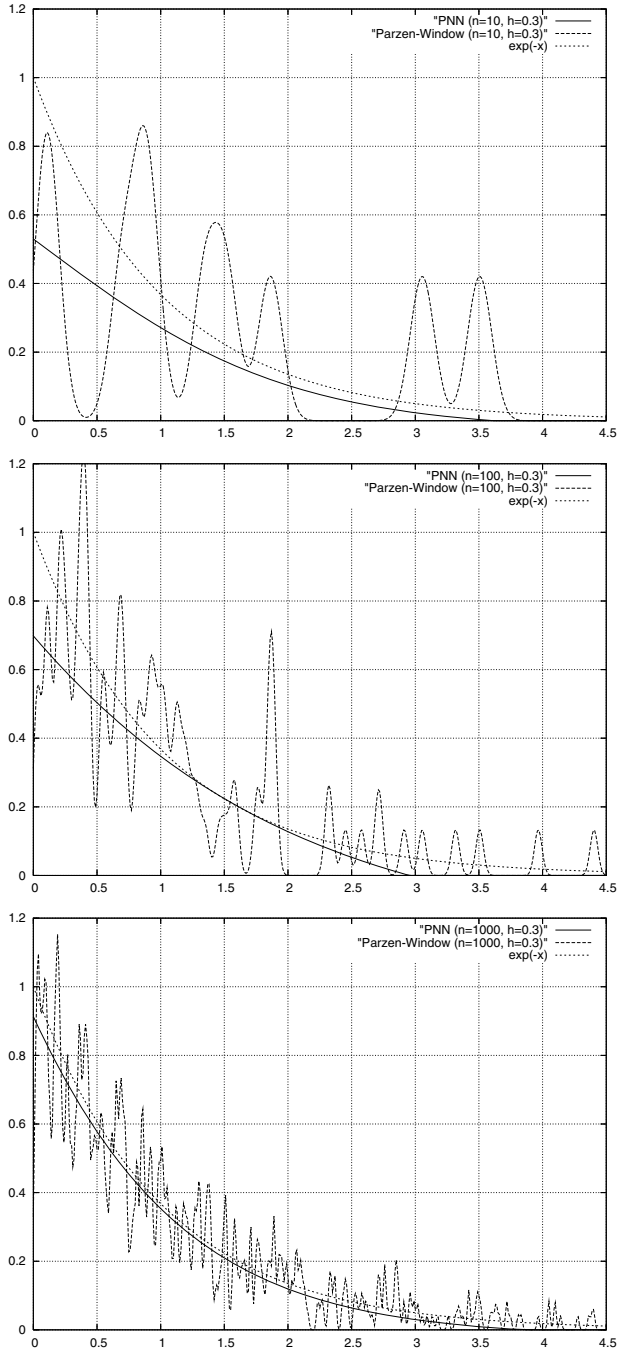 1.2
"PNN (n=10, h=0.3)"
"Parzen-Window (n=10, h=0.3)"
exp(-x)
1
0.8
0.6
0.4
0.2
0
0 0.5 1 1.5 2 2.5 3 3.5 4 4.5
1.2
"PNN (n=100, h=0.3)"
"Parzen-Window (n=100, h=0.3)"
exp(-x)
1
0.8
0.6
0.4
0.2
0
0 0.5 1 1.5 2 2.5 3 3.5 4 4.5
1.2
"PNN (n=1000, h=0.3)"
"Parzen-Window (n=1000, h=0.3)"
exp(-x)
1
0.8
0.6
0.4
0.2
0
0 0.5 1 1.5 2 2.5 3 3.5 4 4.5